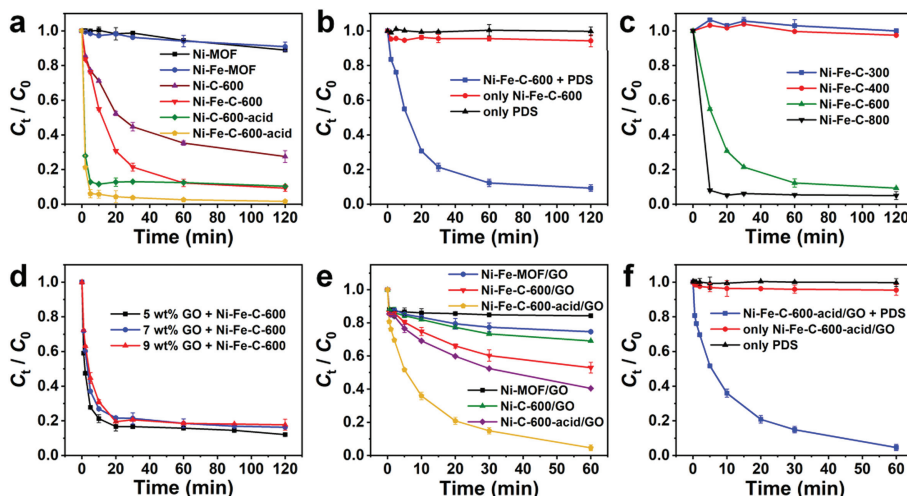 a
C_t / C_0
1.0
0.8
0.6
0.4
0.2
0.0
Ni-MOF
Ni-Fe-MOF
Ni-C-600
Ni-Fe-C-600
Ni-C-600-acid
Ni-Fe-C-600-acid
0 20 40 60 80 100 120
Time (min)
b
C_t / C_0
1.0
0.8
0.6
0.4
0.2
0.0
Ni-Fe-C-600 + PDS
only Ni-Fe-C-600
only PDS
0 20 40 60 80 100 120
Time (min)
c
C_t / C_0
1.0
0.8
0.6
0.4
0.2
0.0
Ni-Fe-C-300
Ni-Fe-C-400
Ni-Fe-C-600
Ni-Fe-C-800
0 20 40 60 80 100 120
Time (min)
d
C_t / C_0
1.0
0.8
0.6
0.4
0.2
0.0
5 wt% GO + Ni-Fe-C-600
7 wt% GO + Ni-Fe-C-600
9 wt% GO + Ni-Fe-C-600
0 20 40 60 80 100 120
Time (min)
e
C_t / C_0
1.0
0.8
0.6
0.4
0.2
0.0
Ni-Fe-MOF/GO
Ni-Fe-C-600/GO
Ni-Fe-C-600-acid/GO
Ni-MOF/GO
Ni-C-600/GO
Ni-C-600-acid/GO
0 10 20 30 40 50 60
Time (min)
f
C_t / C_0
1.0
0.8
0.6
0.4
0.2
0.0
Ni-Fe-C-600-acid/GO + PDS
only Ni-Fe-C-600-acid/GO
only PDS
0 10 20 30 40 50 60
Time (min)